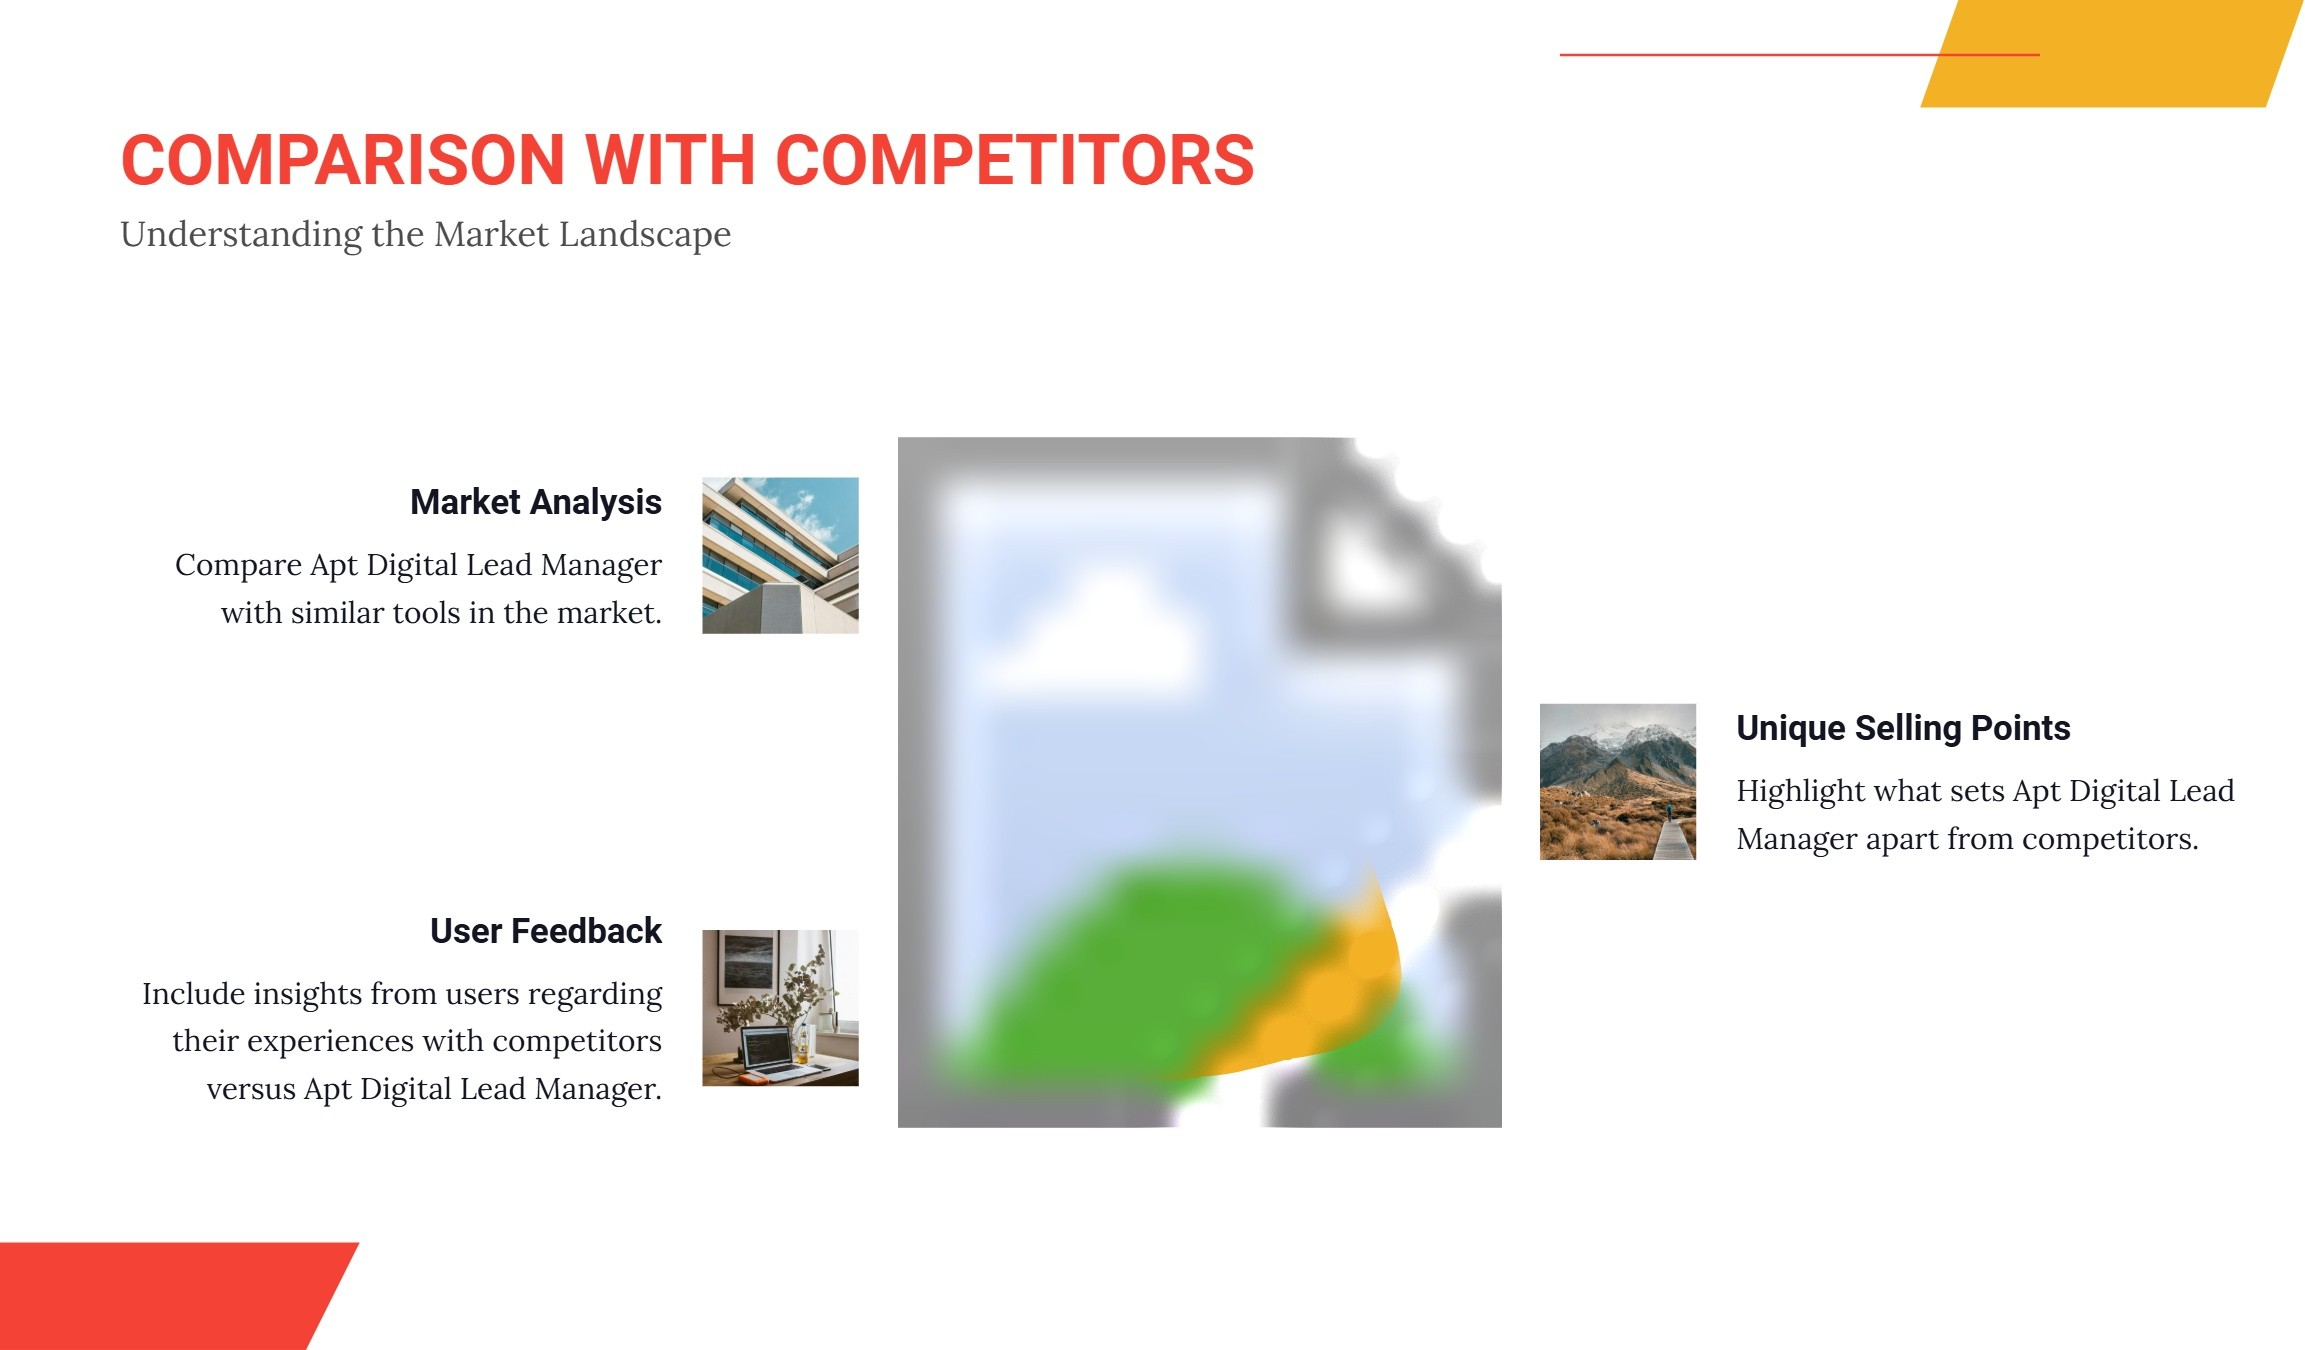 COMPARISON WITH COMPETITORS
Understanding the Market Landscape
Market Analysis
Compare Apt Digital Lead Manager
with similar tools in the market.
User Feedback
Include insights from users regarding
their experiences with competitors
versus Apt Digital Lead Manager.
Unique Selling Points
Highlight what sets Apt Digital Lead
Manager apart from competitors.